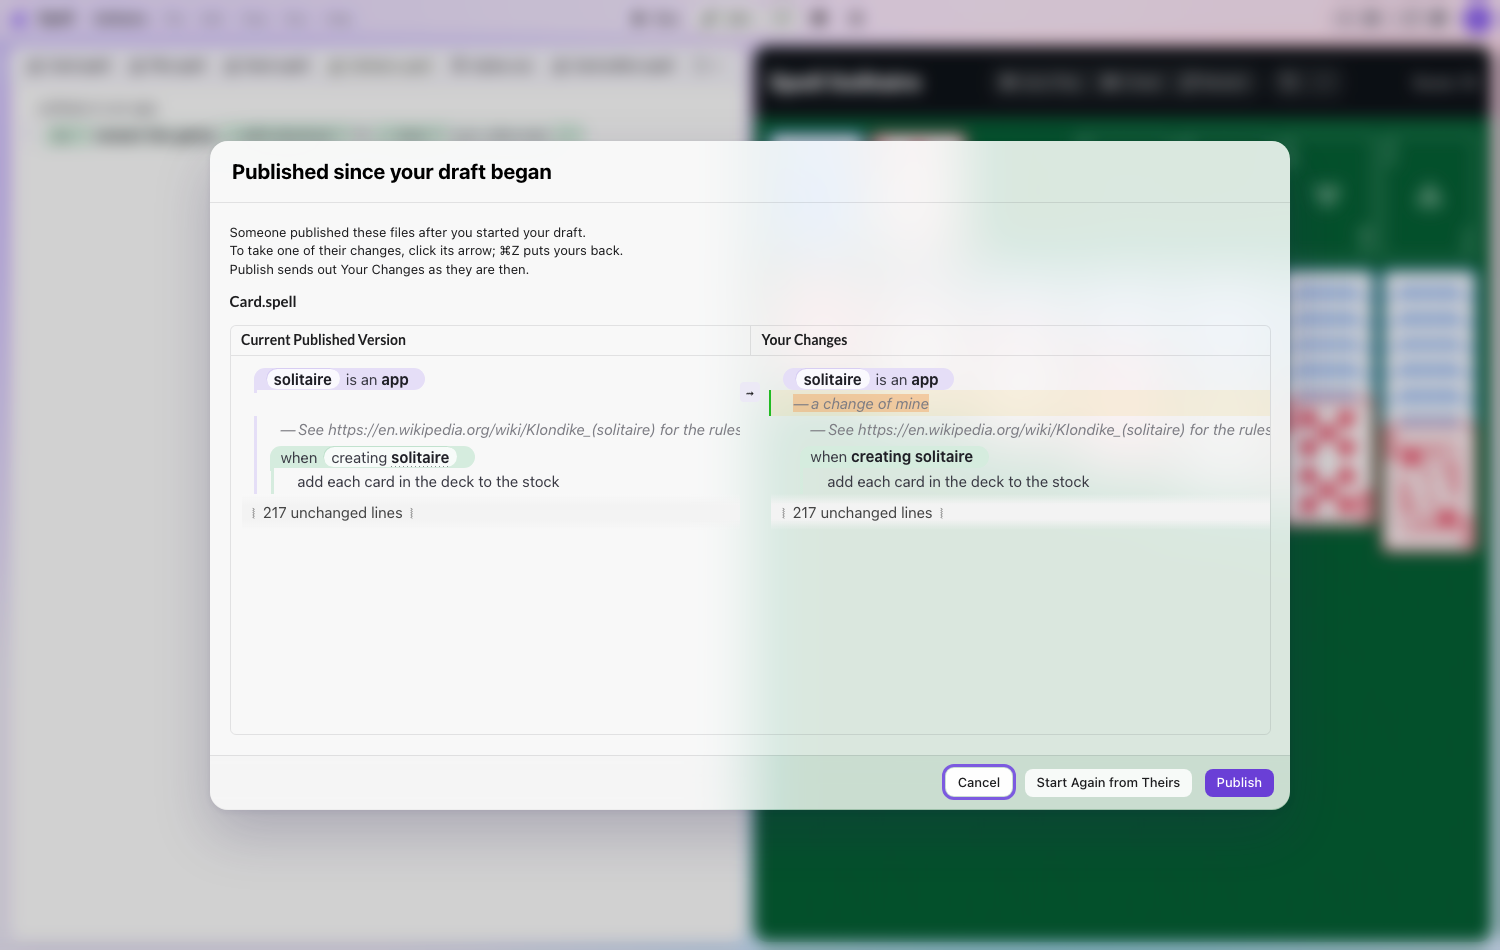 Published since your draft began
Someone published these files after you started your draft.
To take one of their changes, click its arrow; ⌘Z puts yours back.
Publish sends out Your Changes as they are then.
Card.spell
Current Published Version
Your Changes
solitaire is an app
→
solitaire is an app
— a change of mine
— See https://en.wikipedia.org/wiki/Klondike_(solitaire) for the rules
— See https://en.wikipedia.org/wiki/Klondike_(solitaire) for the rules
when creating solitaire
when creating solitaire
add each card in the deck to the stock
add each card in the deck to the stock
217 unchanged lines
217 unchanged lines
Cancel
Start Again from Theirs
Publish